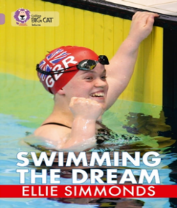 Collins
BIG CAT
GBR
SWIMMING
THE DREAM
ELLIE SIMMONDS